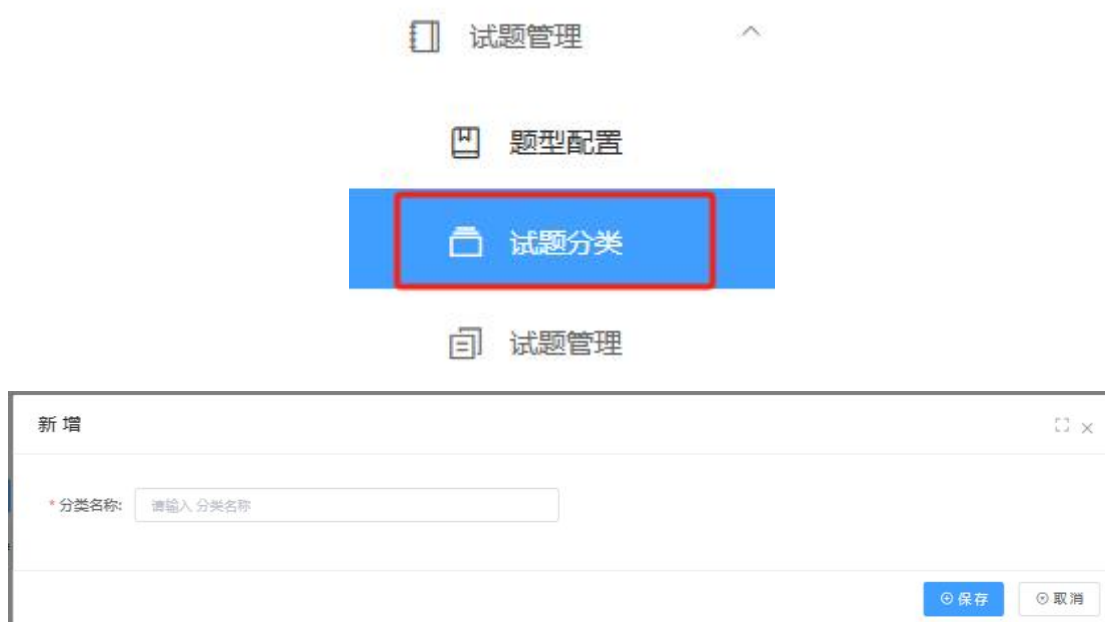 试题管理
题型配置
试题分类
试题管理
新增
*分类名称: 请输入 分类名称
保存 取消